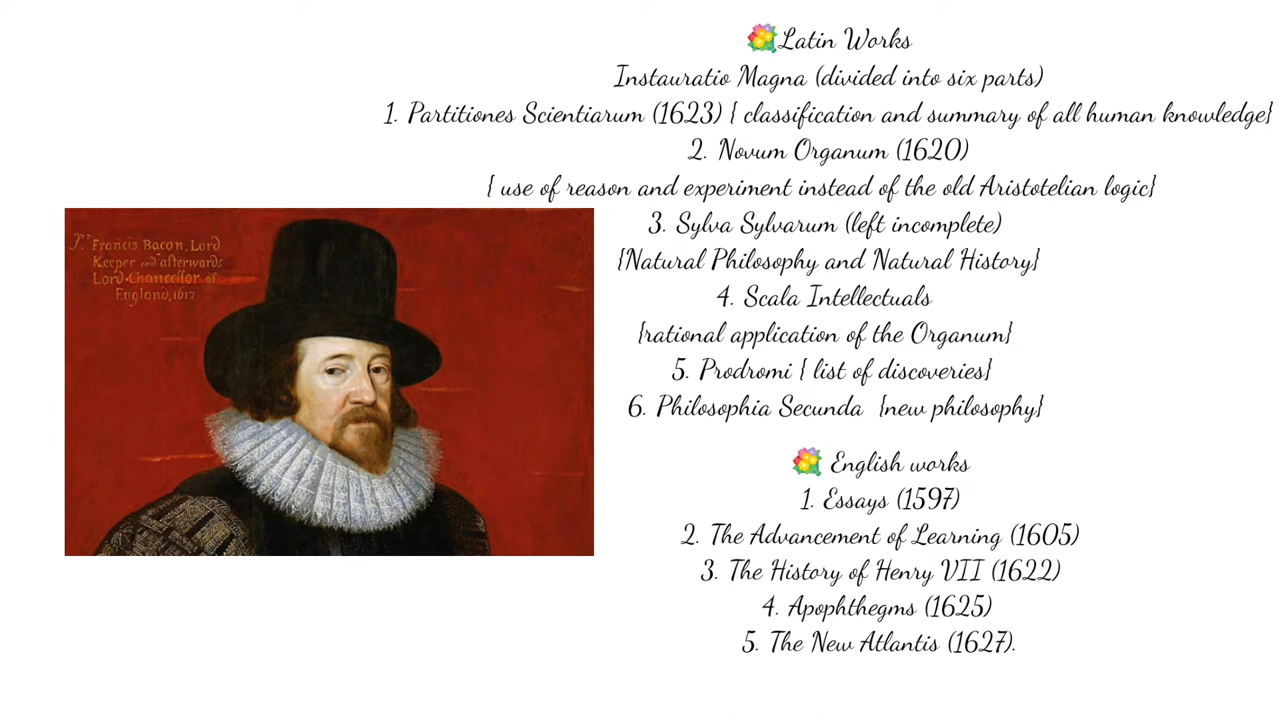 Latin Works
Instauratio Magna (divided into six parts)
1. Partitiones Scientiarum (1623) { classification and summary of all human knowledge}
2. Novum Organum (1620)
{ use of reason and experiment instead of the old Aristotelian logic}
3. Sylva Sylvarum (left incomplete)
{Natural Philosophy and Natural History}
4. Scala Intellectuals
{rational application of the Organum}
5. Prodromi { list of discoveries}
6. Philosophia Secunda {new philosophy}
English works
1. Essays (1597)
2. The Advancement of Learning (1605)
3. The History of Henry VII (1622)
4. Apophthegms (1625)
5. The New Atlantis (1627).
Sr. Francis Bacon, Lord
Keeper and afterwards
Lord Chancellor of
England, 1617